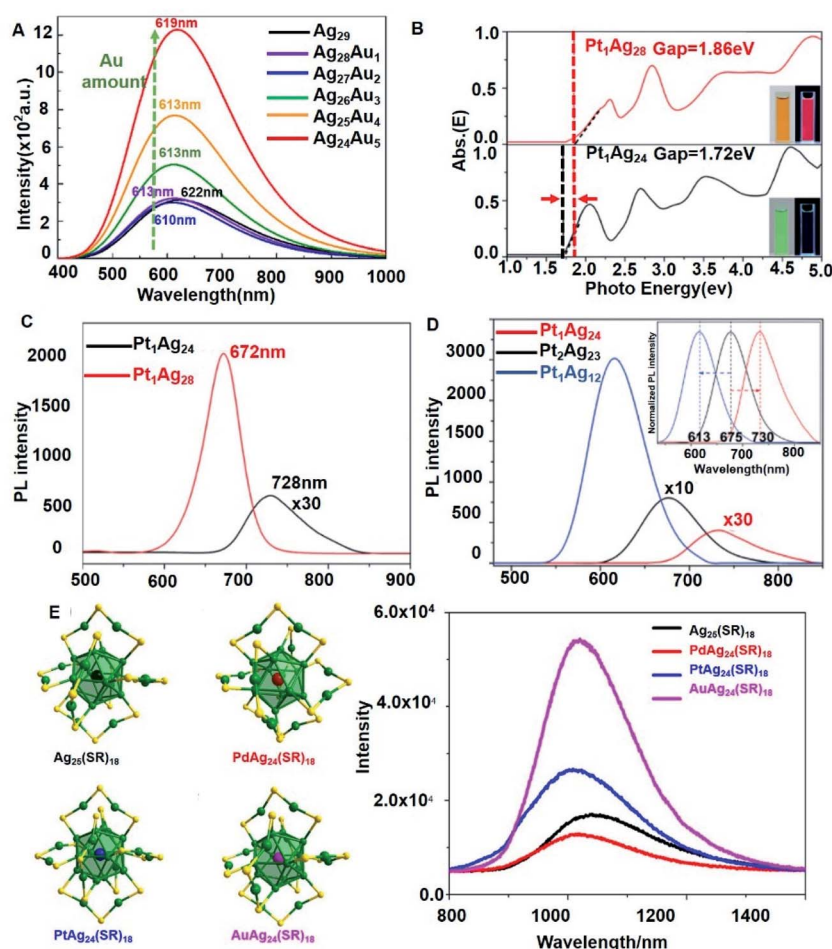 A
619nm
Au
amount
613nm
613nm
613nm
622nm
610nm
Ag₂₉
Ag₂₈Au₁
Ag₂₇Au₂
Ag₂₆Au₃
Ag₂₅Au₄
Ag₂₄Au₅
Intensity(x10²a.u.)
12
10
8
6
4
2
0
400 500 600 700 800 900 1000
Wavelength(nm)
B
Pt₁Ag₂₈ Gap=1.86eV
Pt₁Ag₂₄ Gap=1.72eV
Abs.(E)
1.0
0.5
0.0
1.0
0.5
0.0
1.0 1.5 2.0 2.5 3.0 3.5 4.0 4.5 5.0
Photo Energy(ev)
C
Pt₁Ag₂₄
Pt₁Ag₂₈
672nm
728nm
x30
PL intensity
2000
1500
1000
500
0
500 600 700 800 900
D
Pt₁Ag₂₄
Pt₂Ag₂₃
Pt₁Ag₁₂
x10
x30
PL intensity
3000
2500
2000
1500
1000
500
0
500 600 700 800
Normalized PL intensity
613 675 730
600 700 800
Wavelength(nm)
E
Ag₂₅(SR)₁₈
PdAg₂₄(SR)₁₈
PtAg₂₄(SR)₁₈
AuAg₂₄(SR)₁₈
Ag₂₅(SR)₁₈
PdAg₂₄(SR)₁₈
PtAg₂₄(SR)₁₈
AuAg₂₄(SR)₁₈
Intensity
6.0x10⁴
4.0x10⁴
2.0x10⁴
0.0
800 1000 1200 1400
Wavelength/nm